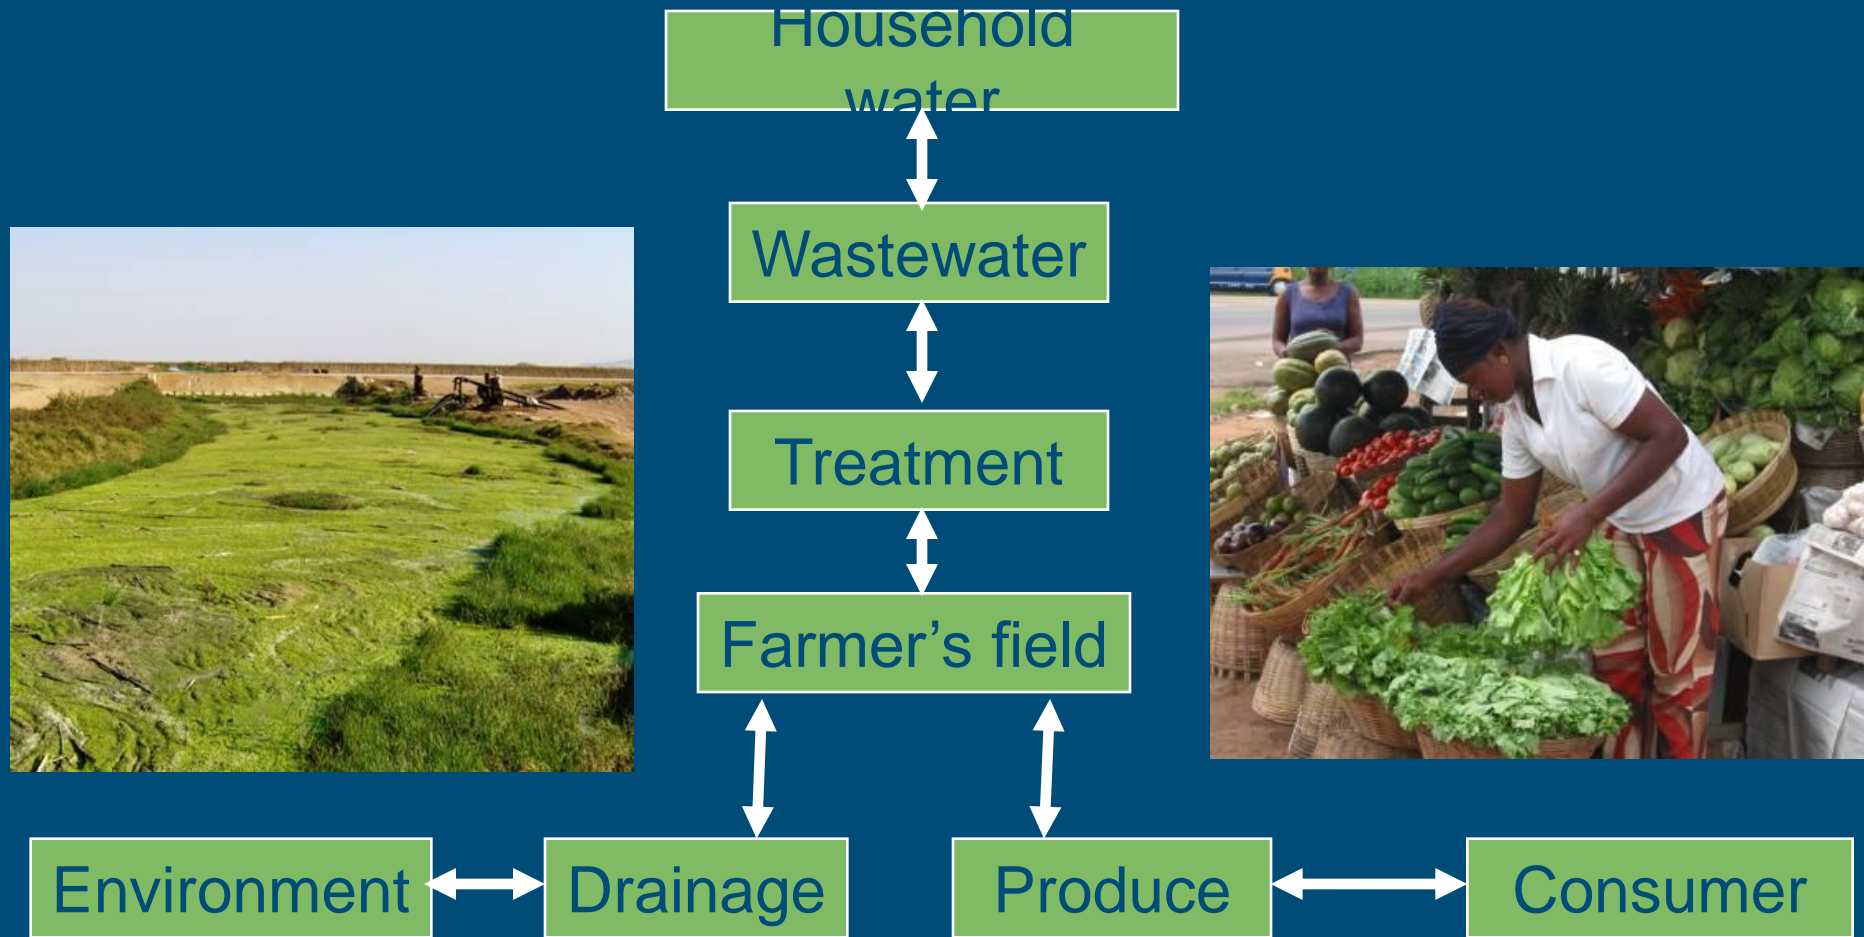 Household
water
Wastewater
Treatment
Farmer’s field
Environment
Drainage
Produce
Consumer